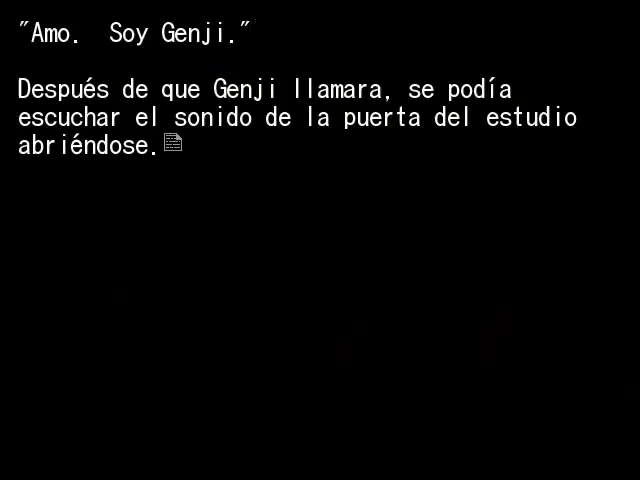 "Amo.  Soy Genji."
Después de que Genji llamara, se podía
escuchar el sonido de la puerta del estudio
abriéndose.